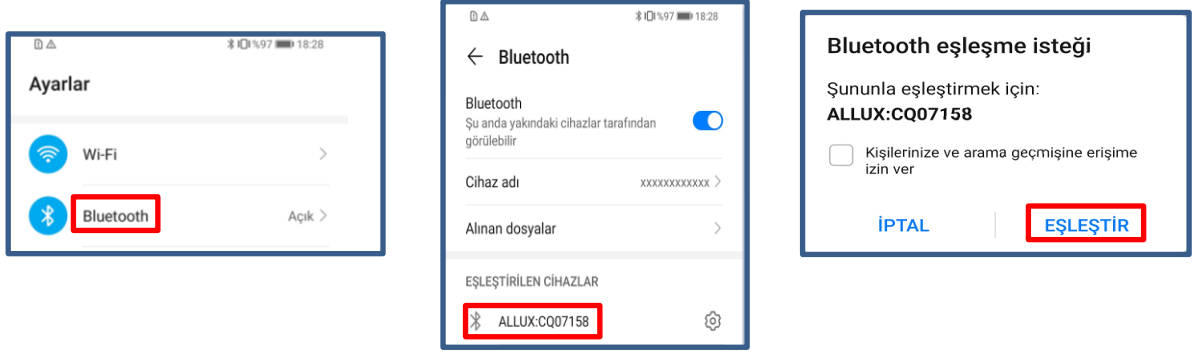 %97 18:28
Ayarlar
Wi-Fi
Bluetooth Açık
%97 18:28
Bluetooth
Bluetooth
Şu anda yakındaki cihazlar tarafından
görülebilir
Cihaz adı xxxxxxxxxxxx
Alınan dosyalar
EŞLEŞTİRİLEN CİHAZLAR
ALLUX:CQ07158
Bluetooth eşleşme isteği
Şununla eşleştirmek için:
ALLUX:CQ07158
Kişilerinize ve arama geçmişine erişime
izin ver
İPTAL EŞLEŞTİR